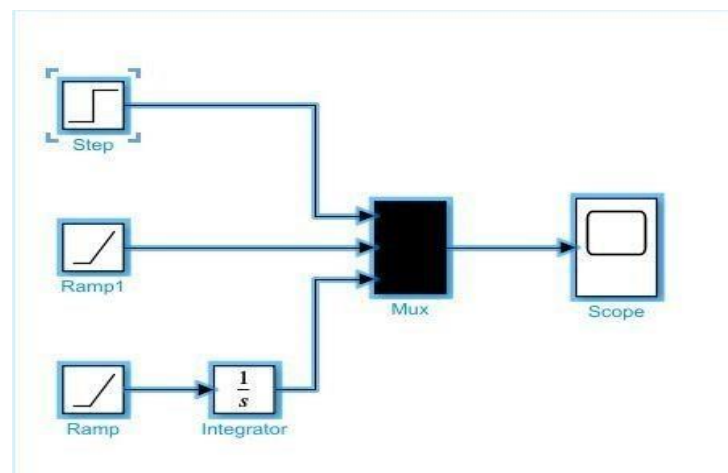 Step
Ramp1
Mux
Scope
1
s
Ramp
Integrator